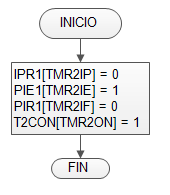 INICIO
IPR1[TMR2IP] = 0
PIE1[TMR2IE] = 1
PIR1[TMR2IF] = 0
T2CON[TMR2ON] = 1
FIN